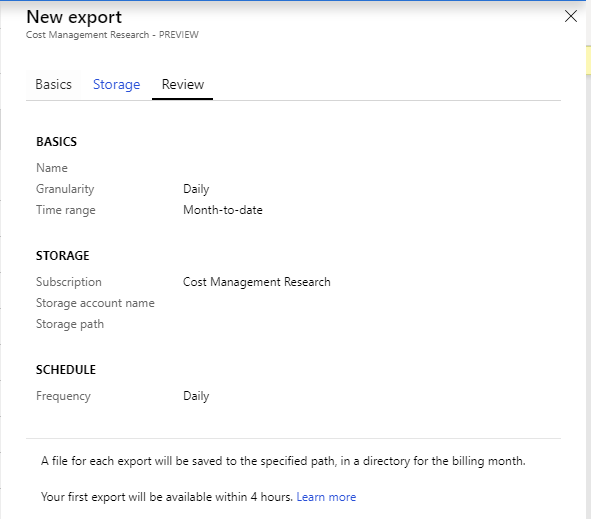 New export
Cost Management Research - PREVIEW
Basics Storage Review
BASICS
Name
Granularity Daily
Time range Month-to-date
STORAGE
Subscription Cost Management Research
Storage account name
Storage path
SCHEDULE
Frequency Daily
A file for each export will be saved to the specified path, in a directory for the billing month.
Your first export will be available within 4 hours. Learn more